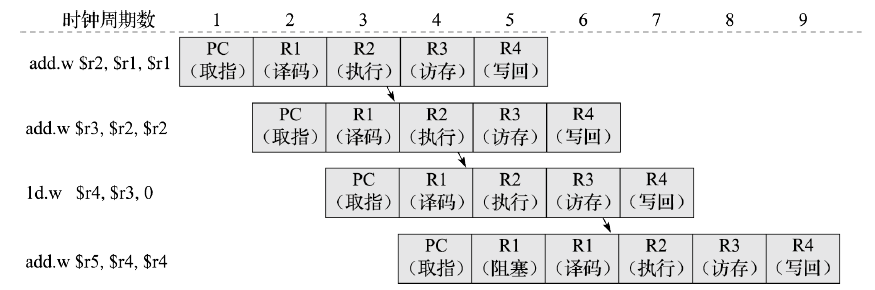 时钟周期数 1 2 3 4 5 6 7 8 9
add.w $r2, $r1, $r1 PC R1 R2 R3 R4
（取指） （译码） （执行） （访存） （写回）
add.w $r3, $r2, $r2 PC R1 R2 R3 R4
（取指） （译码） （执行） （访存） （写回）
1d.w $r4, $r3, 0 PC R1 R2 R3 R4
（取指） （译码） （执行） （访存） （写回）
add.w $r5, $r4, $r4 PC R1 R1 R2 R3 R4
（取指） （阻塞） （译码） （执行） （访存） （写回）